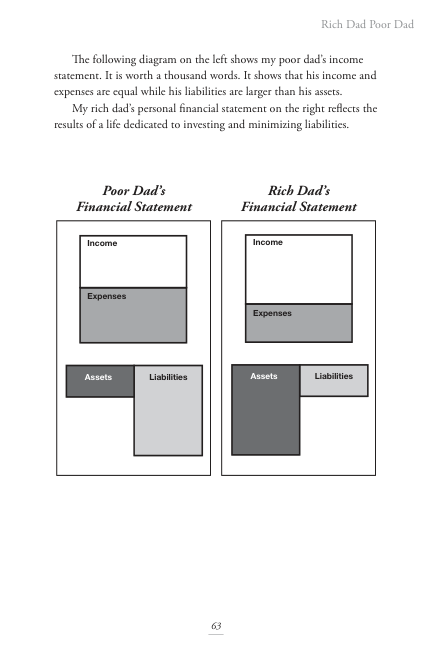 Rich Dad Poor Dad
The following diagram on the left shows my poor dad's income
statement. It is worth a thousand words. It shows that his income and
expenses are equal while his liabilities are larger than his assets.
My rich dad's personal financial statement on the right reflects the
results of a life dedicated to investing and minimizing liabilities.
Poor Dad's
Financial Statement
Income
Expenses
Assets
Liabilities
Rich Dad's
Financial Statement
Income
Expenses
Assets
Liabilities
63